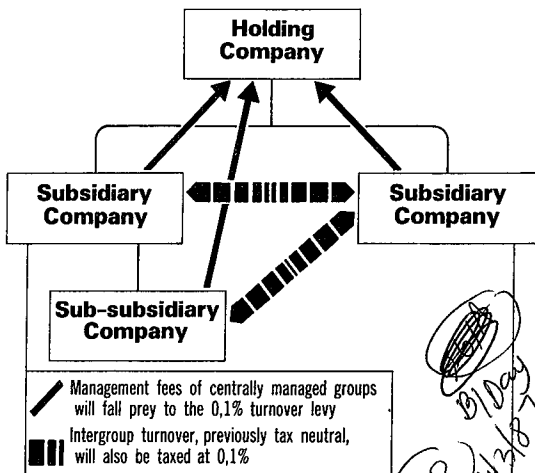 Holding
Company
Subsidiary
Company
Subsidiary
Company
Sub-subsidiary
Company
Management fees of centrally managed groups
will fall prey to the 0,1% turnover levy
Intergroup turnover, previously tax neutral,
will also be taxed at 0,1%
B/Day